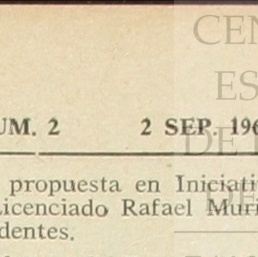 CEN
ES
UM. 2 2 SEP. 196
DE
propuesta en Iniciati
Licenciado Rafael Muri
dentes.